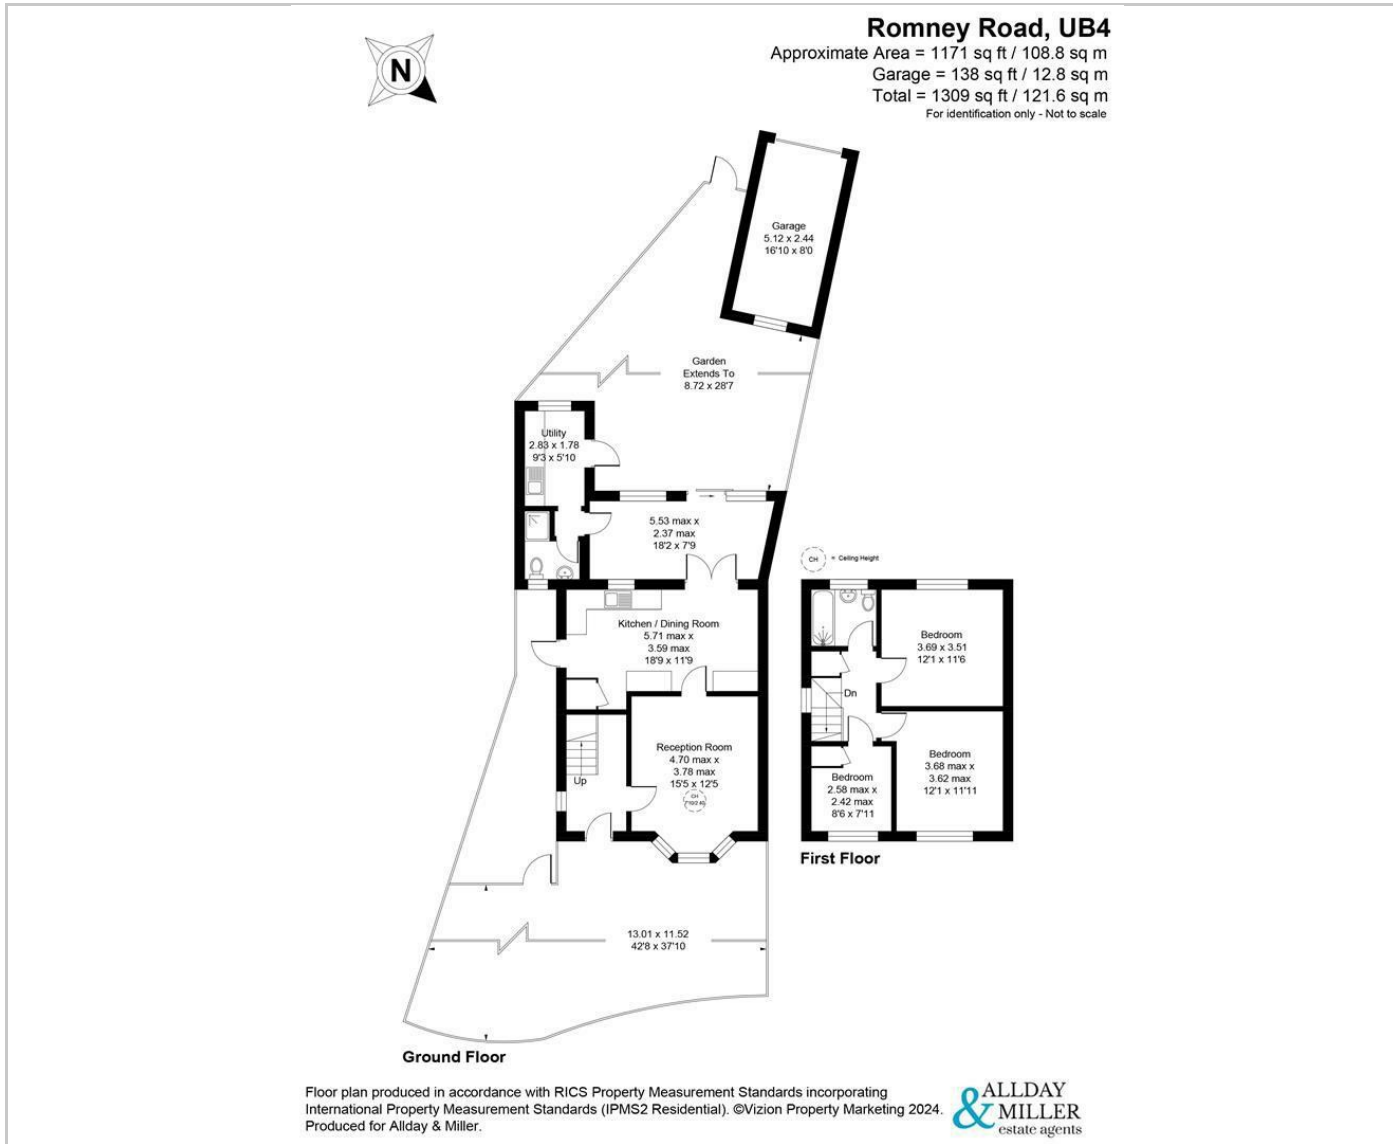 Romney Road, UB4
Approximate Area = 1171 sq ft / 108.8 sq m
Garage = 138 sq ft / 12.8 sq m
Total = 1309 sq ft / 121.6 sq m
For identification only - Not to scale
N
Garage
5.12 x 2.44
16'10 x 8'0
Garden
Extends To
8.72 x 28'7
Utility
2.83 x 1.78
9'3 x 5'10
5.53 max x
2.37 max
18'2 x 7'9
CH = Ceiling Height
Kitchen / Dining Room
5.71 max x
3.59 max
18'9 x 11'9
Bedroom
3.69 x 3.51
12'1 x 11'6
Dn
Reception Room
4.70 max x
3.78 max
15'5 x 12'5
CH
Up
Bedroom
3.68 max x
3.62 max
12'1 x 11'11
Bedroom
2.58 max x
2.42 max
8'6 x 7'11
First Floor
13.01 x 11.52
42'8 x 37'10
Ground Floor
Floor plan produced in accordance with RICS Property Measurement Standards incorporating
International Property Measurement Standards (IPMS2 Residential). ©Vizion Property Marketing 2024.
Produced for Allday & Miller.
ALLDAY
& MILLER
estate agents